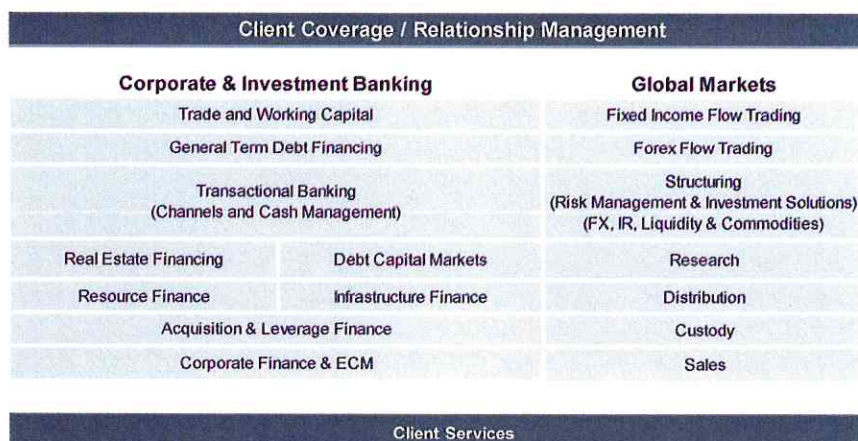 Client Coverage / Relationship Management
Corporate & Investment Banking
Global Markets
Trade and Working Capital
Fixed Income Flow Trading
General Term Debt Financing
Forex Flow Trading
Transactional Banking
(Channels and Cash Management)
Structuring
(Risk Management & Investment Solutions)
(FX, IR, Liquidity & Commodities)
Real Estate Financing
Debt Capital Markets
Research
Resource Finance
Infrastructure Finance
Distribution
Acquisition & Leverage Finance
Custody
Corporate Finance & ECM
Sales
Client Services